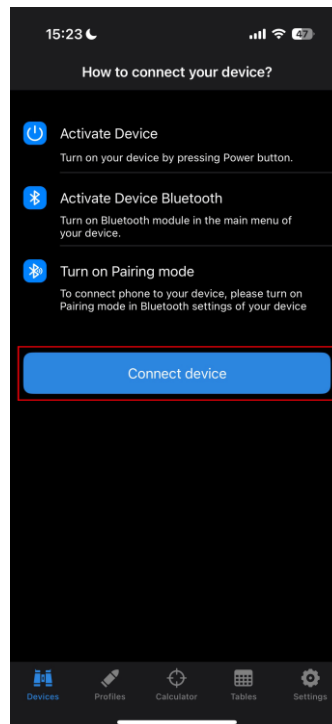 15:23
47
How to connect your device?
Activate Device
Turn on your device by pressing Power button.
Activate Device Bluetooth
Turn on Bluetooth module in the main menu of
your device.
Turn on Pairing mode
To connect phone to your device, please turn on
Pairing mode in Bluetooth settings of your device
Connect device
Devices Profiles Calculator Tables Settings